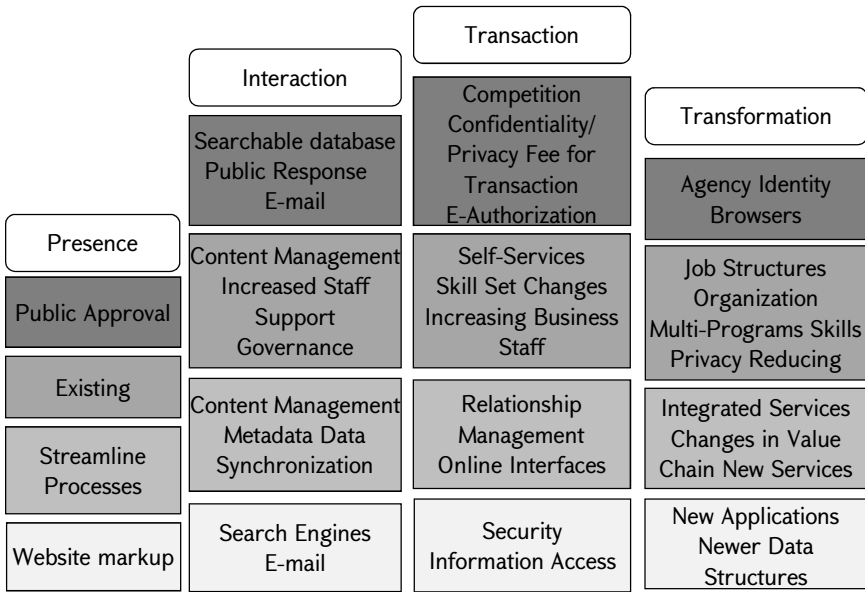 Presence
Public Approval
Existing
Streamline
Processes
Website markup
Interaction
Searchable database
Public Response
E-mail
Content Management
Increased Staff
Support
Governance
Content Management
Metadata Data
Synchronization
Search Engines
E-mail
Transaction
Competition
Confidentiality/
Privacy Fee for
Transaction
E-Authorization
Self-Services
Skill Set Changes
Increasing Business
Staff
Relationship
Management
Online Interfaces
Security
Information Access
Transformation
Agency Identity
Browsers
Job Structures
Organization
Multi-Programs Skills
Privacy Reducing
Integrated Services
Changes in Value
Chain New Services
New Applications
Newer Data
Structures